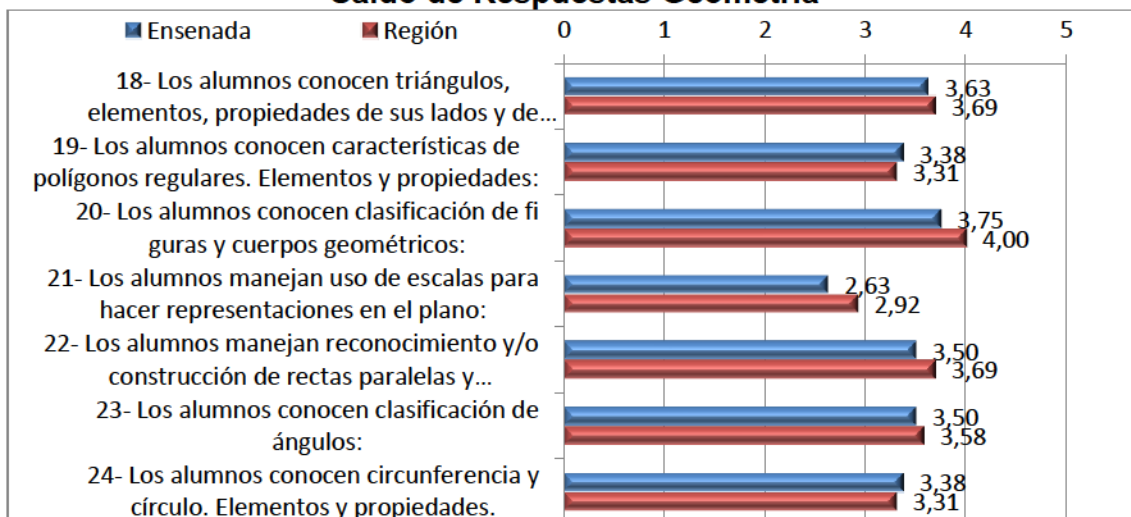 Ensenada Región 0 1 2 3 4 5
18- Los alumnos conocen triángulos,
elementos, propiedades de sus lados y de...
3,63
3,69
19- Los alumnos conocen características de
polígonos regulares. Elementos y propiedades:
3,38
3,31
20- Los alumnos conocen clasificación de fi
guras y cuerpos geométricos:
3,75
4,00
21- Los alumnos manejan uso de escalas para
hacer representaciones en el plano:
2,63
2,92
22- Los alumnos manejan reconocimiento y/o
construcción de rectas paralelas y...
3,50
3,69
23- Los alumnos conocen clasificación de
ángulos:
3,50
3,58
24- Los alumnos conocen circunferencia y
círculo. Elementos y propiedades.
3,38
3,31